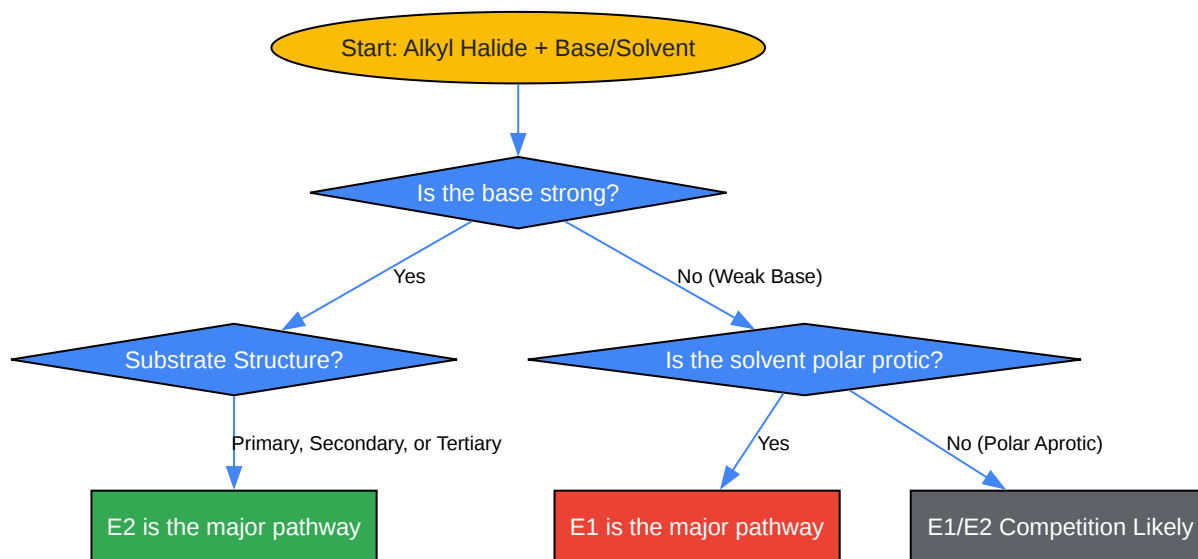 Start: Alkyl Halide + Base/Solvent
Is the base strong?
Yes
No (Weak Base)
Substrate Structure?
Is the solvent polar protic?
Primary, Secondary, or Tertiary
Yes
No (Polar Aprotic)
E2 is the major pathway
E1 is the major pathway
E1/E2 Competition Likely